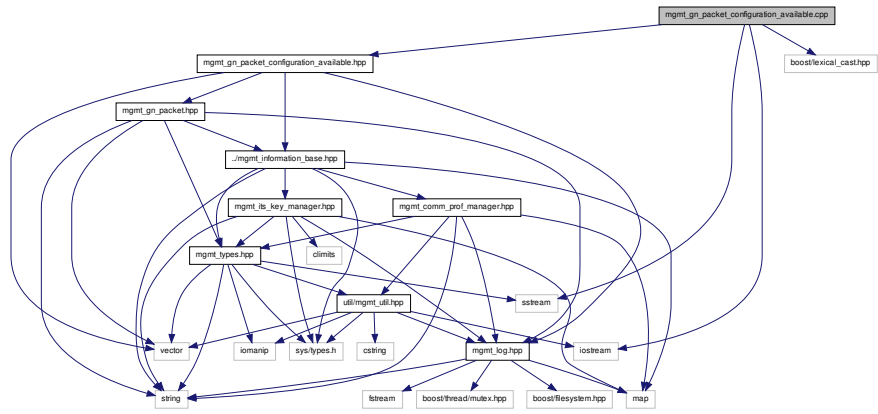 mgmt_gn_packet_configuration_available.cpp
mgmt_gn_packet_configuration_available.hpp
boost/lexical_cast.hpp
mgmt_gn_packet.hpp
../mgmt_information_base.hpp
mgmt_its_key_manager.hpp
mgmt_comm_prof_manager.hpp
mgmt_types.hpp
climits
util/mgmt_util.hpp
sstream
vector
iomanip
sys/types.h
cstring
mgmt_log.hpp
iostream
string
fstream
boost/thread/mutex.hpp
boost/filesystem.hpp
map